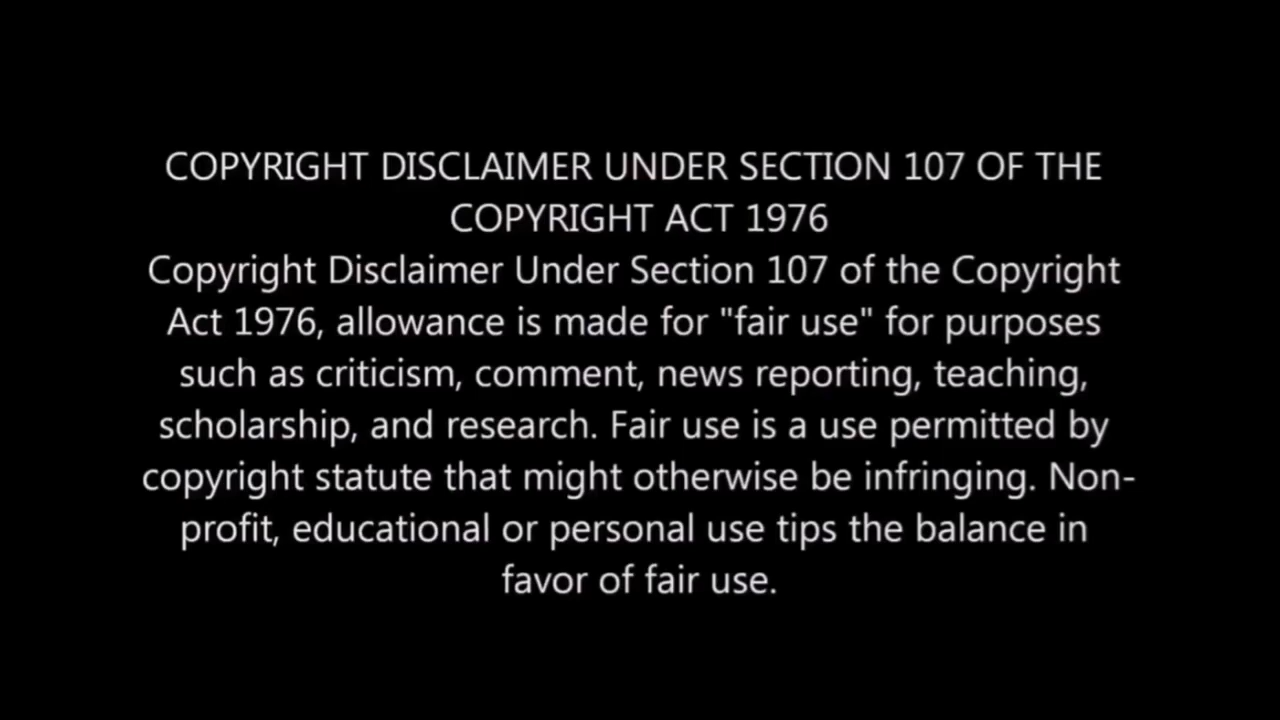 COPYRIGHT DISCLAIMER UNDER SECTION 107 OF THE
COPYRIGHT ACT 1976
Copyright Disclaimer Under Section 107 of the Copyright
Act 1976, allowance is made for "fair use" for purposes
such as criticism, comment, news reporting, teaching,
scholarship, and research. Fair use is a use permitted by
copyright statute that might otherwise be infringing. Non-
profit, educational or personal use tips the balance in
favor of fair use.